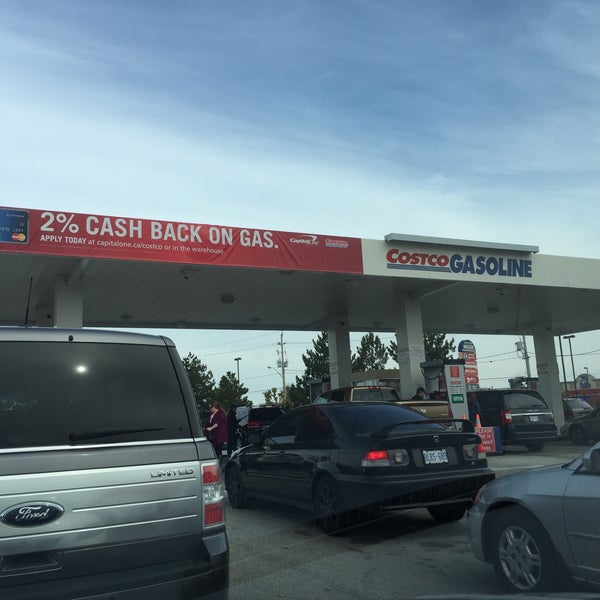 2% CASH BACK ON GAS.
APPLY TODAY at capitalone.ca/costco or in the warehouse.
Capital One
COSTCO GASOLINE
OPEN
LIMITED
Ford